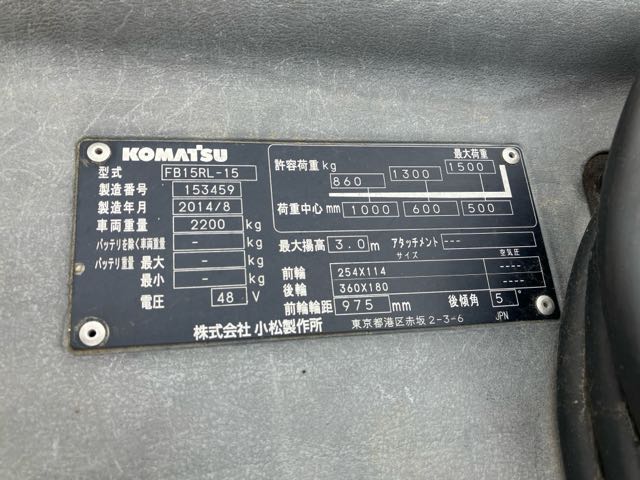 KOMATSU
型式 FB15RL-15
製造番号 153459
製造年月 2014/8
車両重量 2200 kg
バッテリを除く車両重量 - kg
バッテリ重量 最大 - kg
最小 - kg
電圧 48 V
許容荷重 kg 最大荷重
860 1300 1500
荷重中心 mm 1000 600 500
最大揚高 3.0 m アタッチメント ---
サイズ 空気圧
前輪 254X114 ----
後輪 360X180 ----
前輪輪距 975 mm 後傾角 5 °
株式会社 小松製作所 東京都港区赤坂 2-3-6 JPN